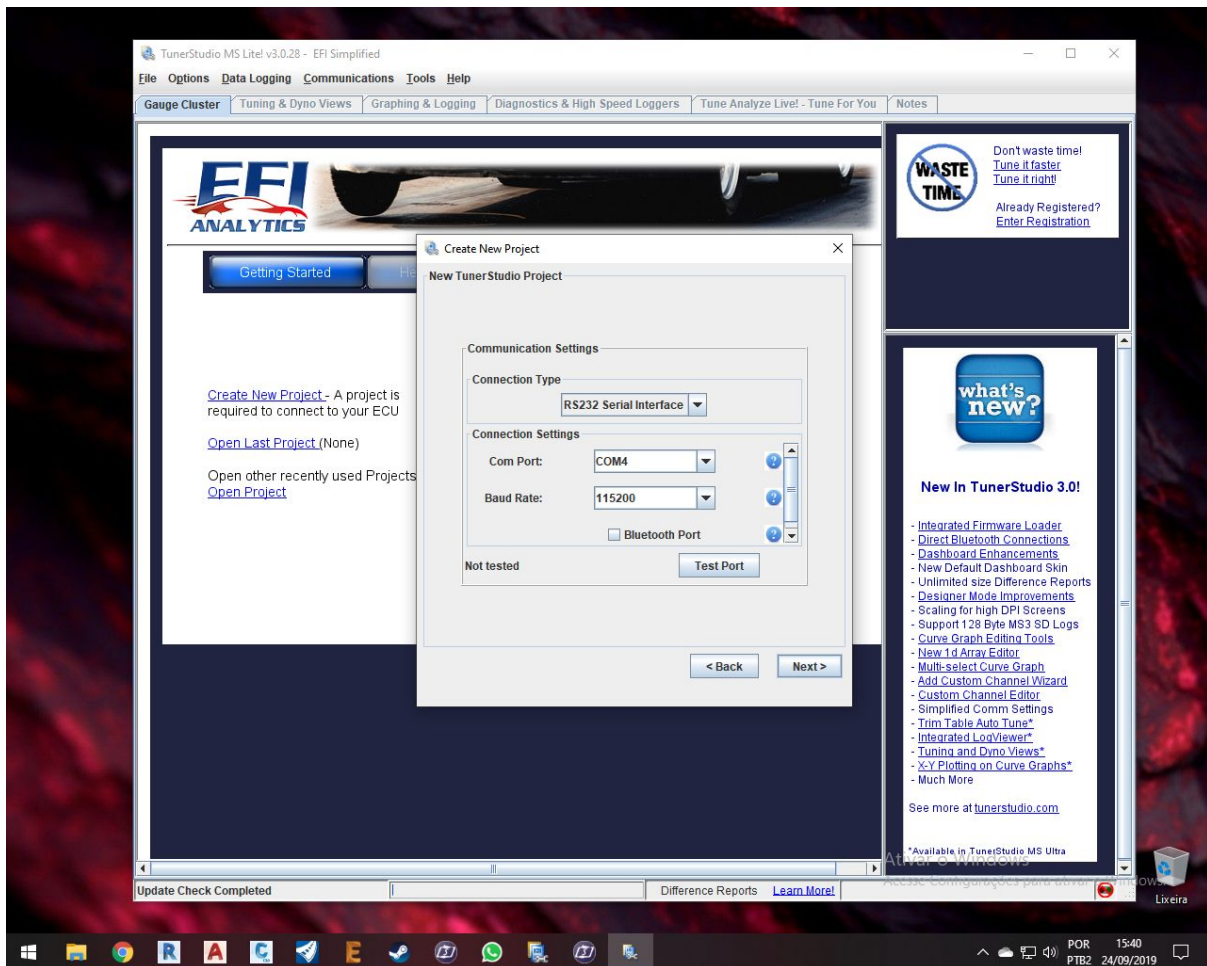 TunerStudio MS Lite! v3.0.28 - EFI Simplified
File Options Data Logging Communications Tools Help
Gauge Cluster Tuning & Dyno Views Graphing & Logging Diagnostics & High Speed Loggers Tune Analyze Live! - Tune For You Notes
EFI
ANALYTICS
WASTE
TIME
Don't waste time!
Tune it faster
Tune it right!
Already Registered?
Enter Registration
Getting Started
He
Create New Project - A project is
required to connect to your ECU
Open Last Project (None)
Open other recently used Projects
Open Project
Create New Project
New TunerStudio Project
Communication Settings
Connection Type
RS232 Serial Interface
Connection Settings
Com Port: COM4
Baud Rate: 115200
Bluetooth Port
Not tested Test Port
< Back Next >
what's
new?
New In TunerStudio 3.0!
- Integrated Firmware Loader
- Direct Bluetooth Connections
- Dashboard Enhancements
- New Default Dashboard Skin
- Unlimited size Difference Reports
- Designer Mode Improvements
- Scaling for high DPI Screens
- Support 128 Byte MS3 SD Logs
- Curve Graph Editing Tools
- New 1d Array Editor
- Multi-select Curve Graph
- Add Custom Channel Wizard
- Custom Channel Editor
- Simplified Comm Settings
- Trim Table Auto Tune*
- Integrated LogViewer*
- Tuning and Dyno Views*
- X-Y Plotting on Curve Graphs*
- Much More
See more at tunerstudio.com
*Available in TunerStudio MS Ultra
Ativar o Windows
Acesse Configurações para ativar o Windows.
Update Check Completed Difference Reports Learn More!
Lixeira
POR 15:40
PTB2 24/09/2019